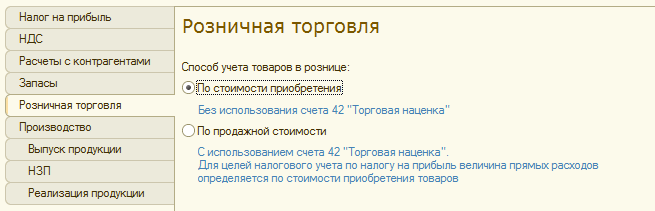 Налог на прибыль
НДС
Расчеты с контрагентами
Запасы
Розничная торговля
Производство
Выпуск продукции
НЗП
Реализация продукции
Розничная торговля
Способ учета товаров в рознице:
По стоимости приобретения
Без использования счета 42 "Торговая наценка"
По продажной стоимости
С использованием счета 42 "Торговая наценка".
Для целей налогового учета по налогу на прибыль величина прямых расходов
определяется по стоимости приобретения товаров